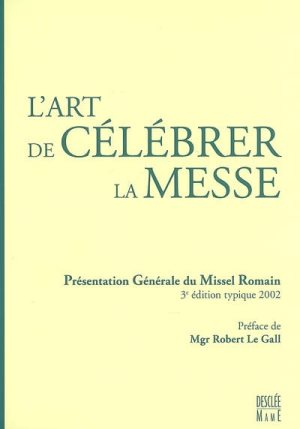 L'ART
DE CÉLÉBRER
LA MESSE
Présentation Générale du Missel Romain
3e édition typique 2002
Préface de
Mgr Robert Le Gall
DESCLÉE
MAME